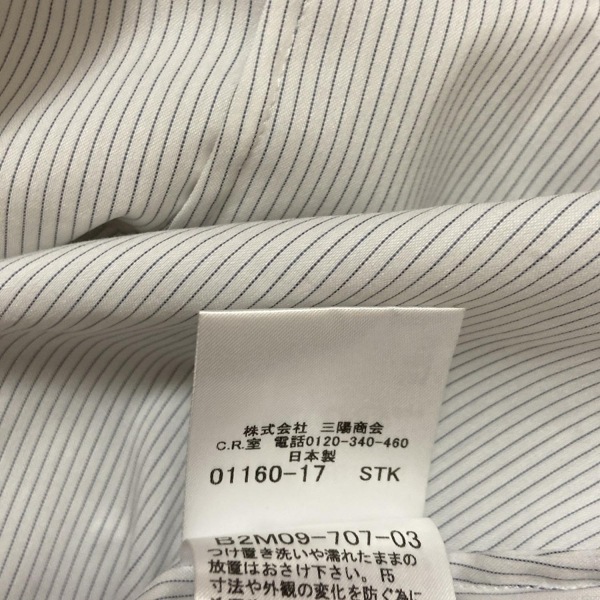 株式会社 三陽商会
C.R.室 電話0120-340-460
日本製
01160-17 STK
B2M09-707-03
つけ置き洗いや濡れたままの
放置はおさけ下さい。F5
寸法や外観の変化を防ぐ為に